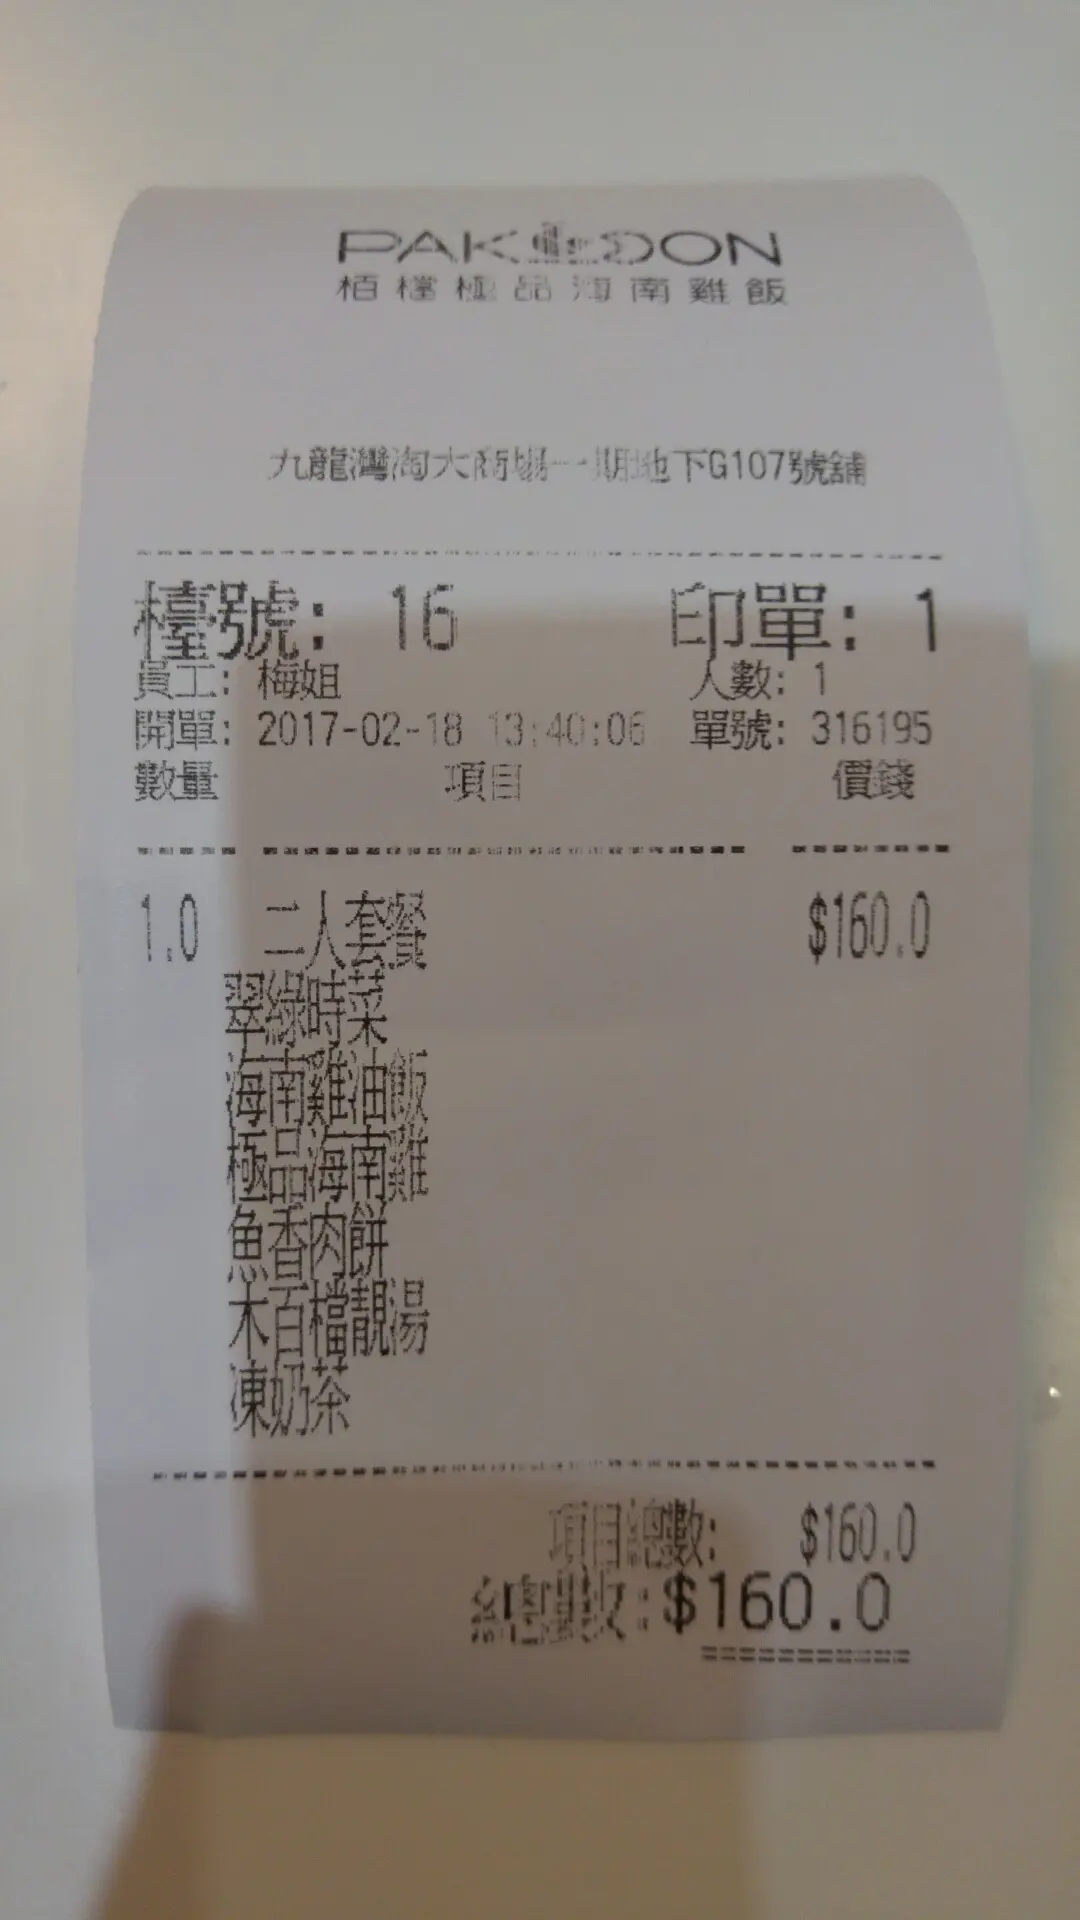 PAK DON
栢檔極品海南雞飯
九龍灣淘大商場一期地下G107號舖
檯號: 16 印單: 1
員工: 梅姐 人數: 1
開單: 2017-02-18 13:40:06 單號: 316195
數量 項目 價錢
1.0 二人套餐 $160.0
翠綠時菜
海南雞油飯
極品海南雞
魚香肉餅
木百檔靚湯
凍奶茶
項目總數: $160.0
總數:$160.0